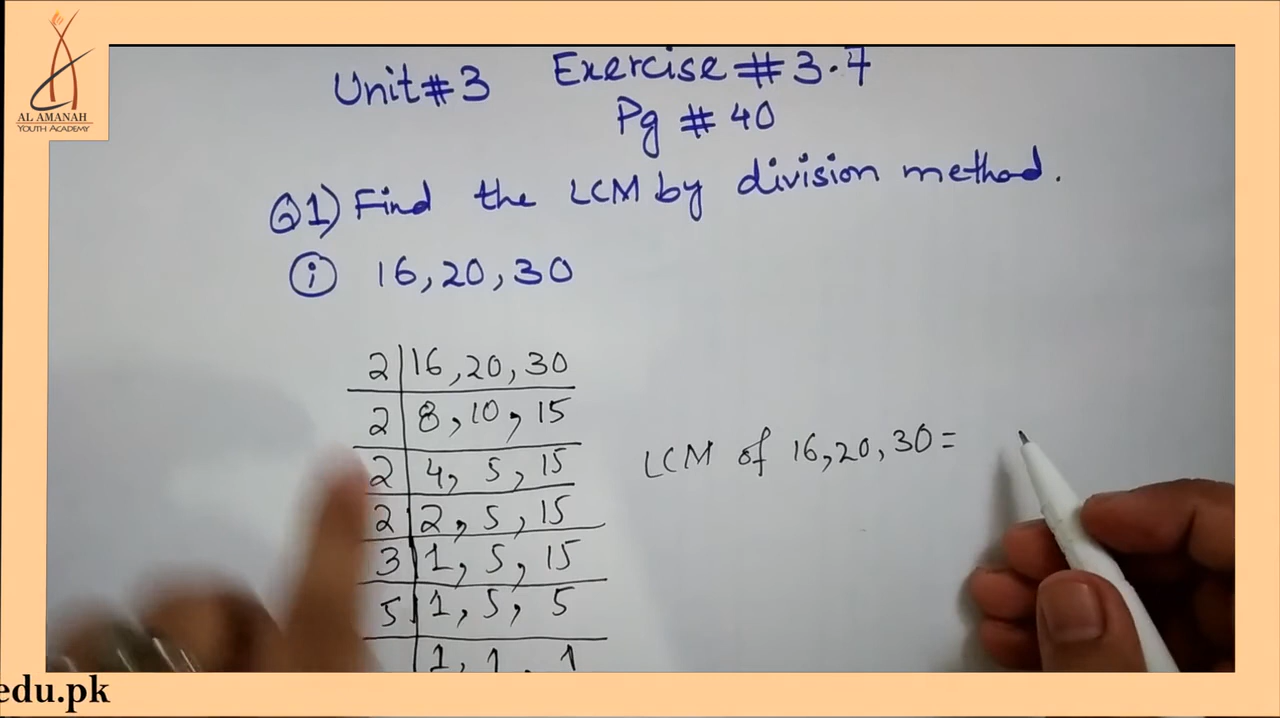 AL AMANAH
YOUTH ACADEMY
Unit#3 Exercise #3.7
Pg # 40
Q1) Find the LCM by division method.
i 16,20,30
2 16,20,30
2 8,10,15
2 4,5,15
2 2,5,15
3 1,5,15
5 1,5,5
1,1,1
LCM of 16,20,30=
edu.pk